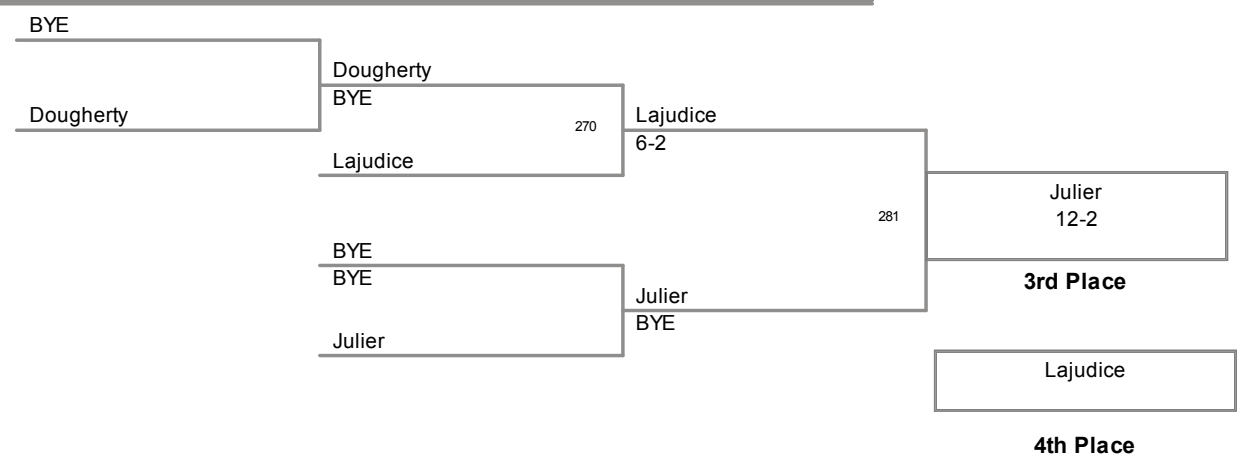 BYE
Dougherty
BYE
Dougherty
270
Lajudice
6-2
Lajudice
281
Julier
12-2
BYE
BYE
3rd Place
Julier
BYE
Julier
Lajudice
4th Place